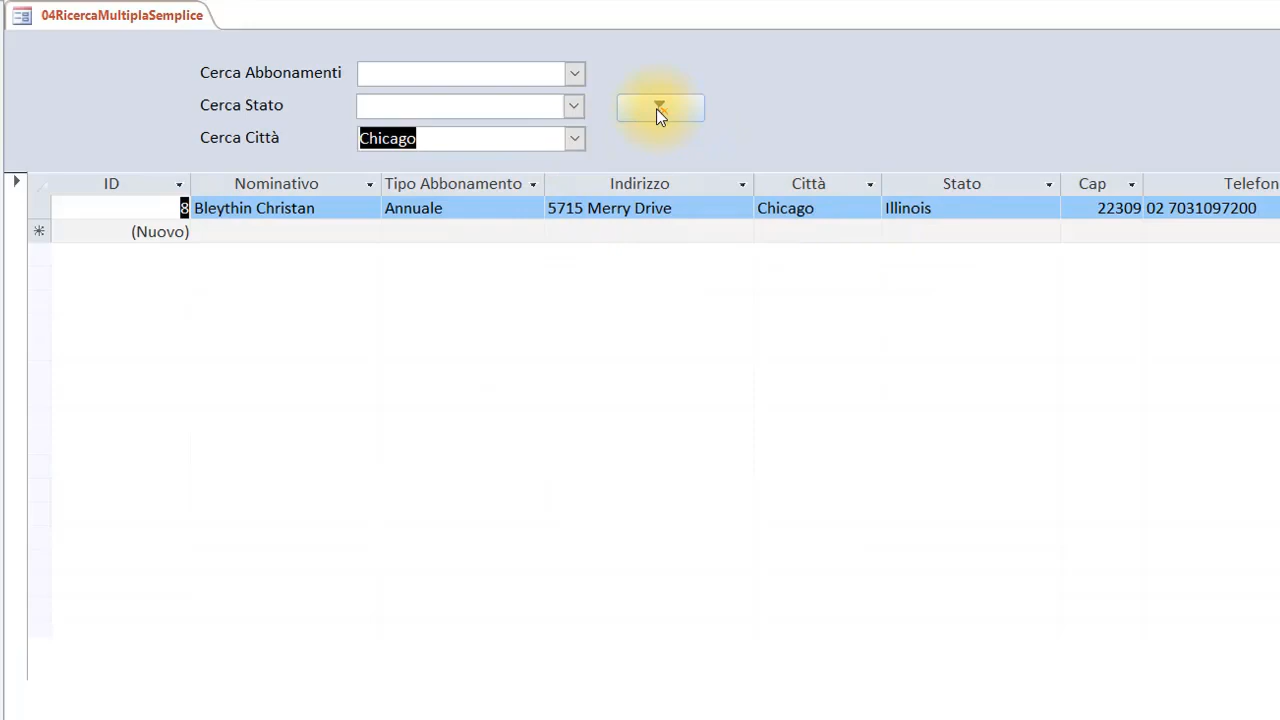 04RicercaMultiplaSemplice
Cerca Abbonamenti
Cerca Stato
Cerca Città Chicago
ID Nominativo Tipo Abbonamento Indirizzo Città Stato Cap Telefon
8 Bleythin Christan Annuale 5715 Merry Drive Chicago Illinois 22309 02 7031097200
(Nuovo)